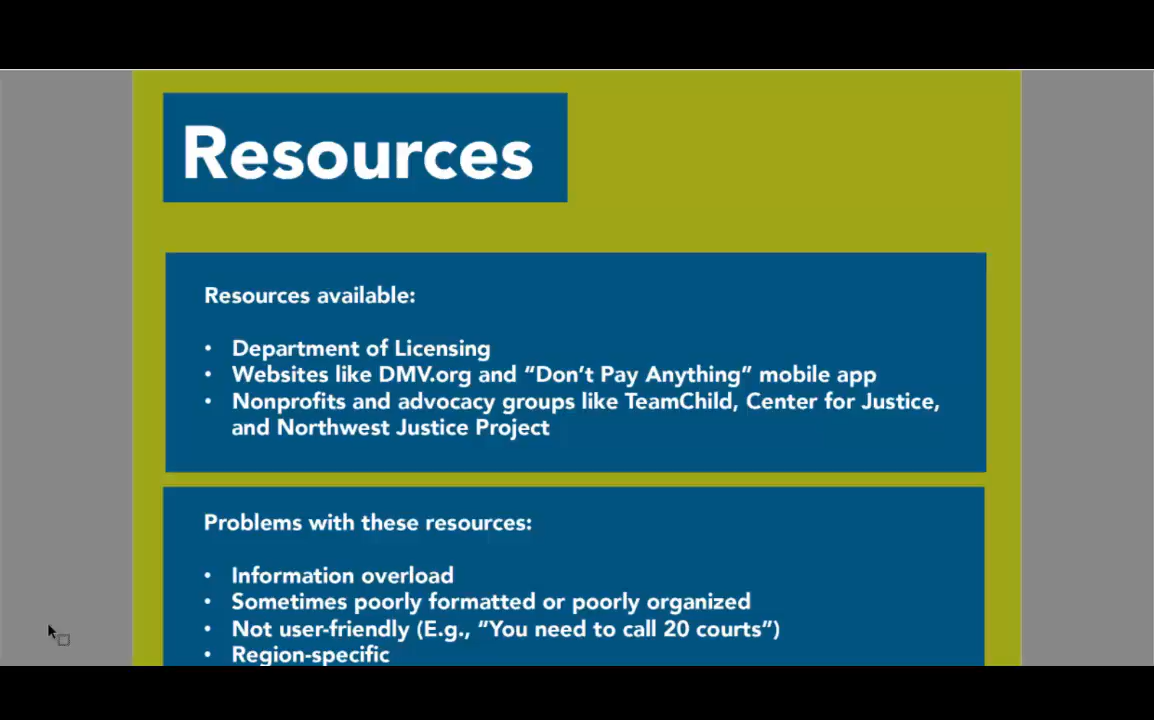 Resources
Resources available:
• Department of Licensing
• Websites like DMV.org and “Don’t Pay Anything” mobile app
• Nonprofits and advocacy groups like TeamChild, Center for Justice,
and Northwest Justice Project
Problems with these resources:
• Information overload
• Sometimes poorly formatted or poorly organized
• Not user-friendly (E.g., “You need to call 20 courts”)
• Region-specific